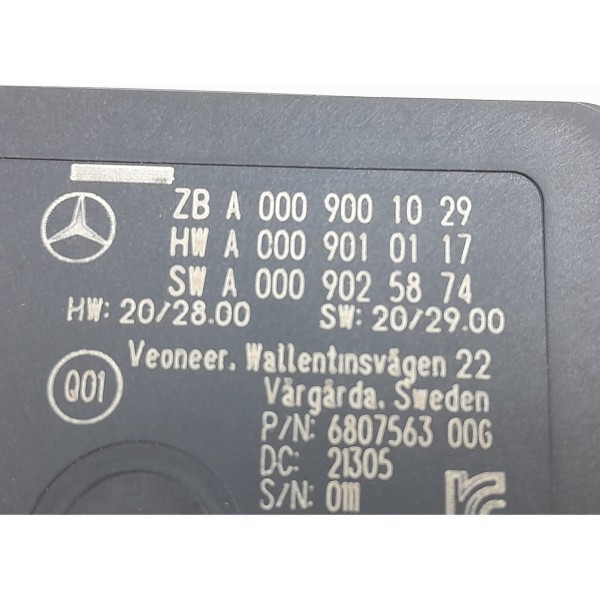 ZB A 000 900 10 29
HW A 000 901 01 17
SW A 000 902 58 74
HW: 20/28.00 SW: 20/29.00
Veoneer, Wallentinsvägen 22
Q01
Vårgårda, Sweden
P/N: 6807563 00G
DC: 21305
S/N: 0111